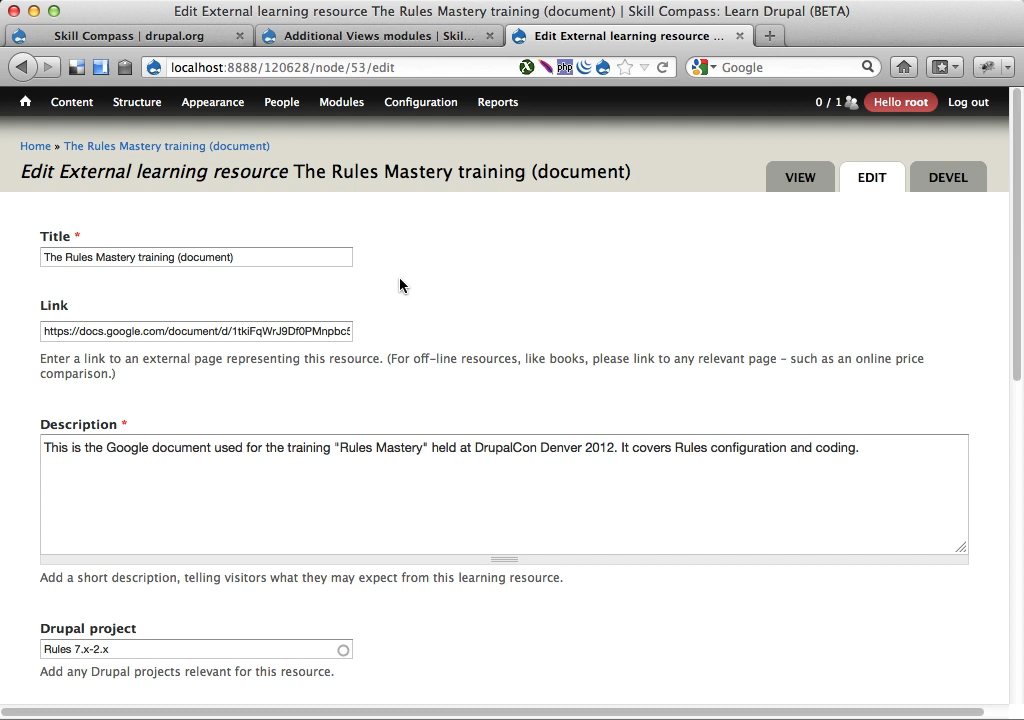 Edit External learning resource The Rules Mastery training (document) | Skill Compass: Learn Drupal (BETA)
Skill Compass | drupal.org
Additional Views modules | Skil...
Edit External learning resource ...
localhost:8888/120628/node/53/edit
php
Google
Content Structure Appearance People Modules Configuration Reports
0 / 1 Hello root Log out
Home » The Rules Mastery training (document)
Edit External learning resource The Rules Mastery training (document)
VIEW EDIT DEVEL
Title *
The Rules Mastery training (document)
Link
https://docs.google.com/document/d/1tkiFqWrJ9Df0PMnpbc5
Enter a link to an external page representing this resource. (For off-line resources, like books, please link to any relevant page - such as an online price
comparison.)
Description *
This is the Google document used for the training "Rules Mastery" held at DrupalCon Denver 2012. It covers Rules configuration and coding.
Add a short description, telling visitors what they may expect from this learning resource.
Drupal project
Rules 7.x-2.x
Add any Drupal projects relevant for this resource.